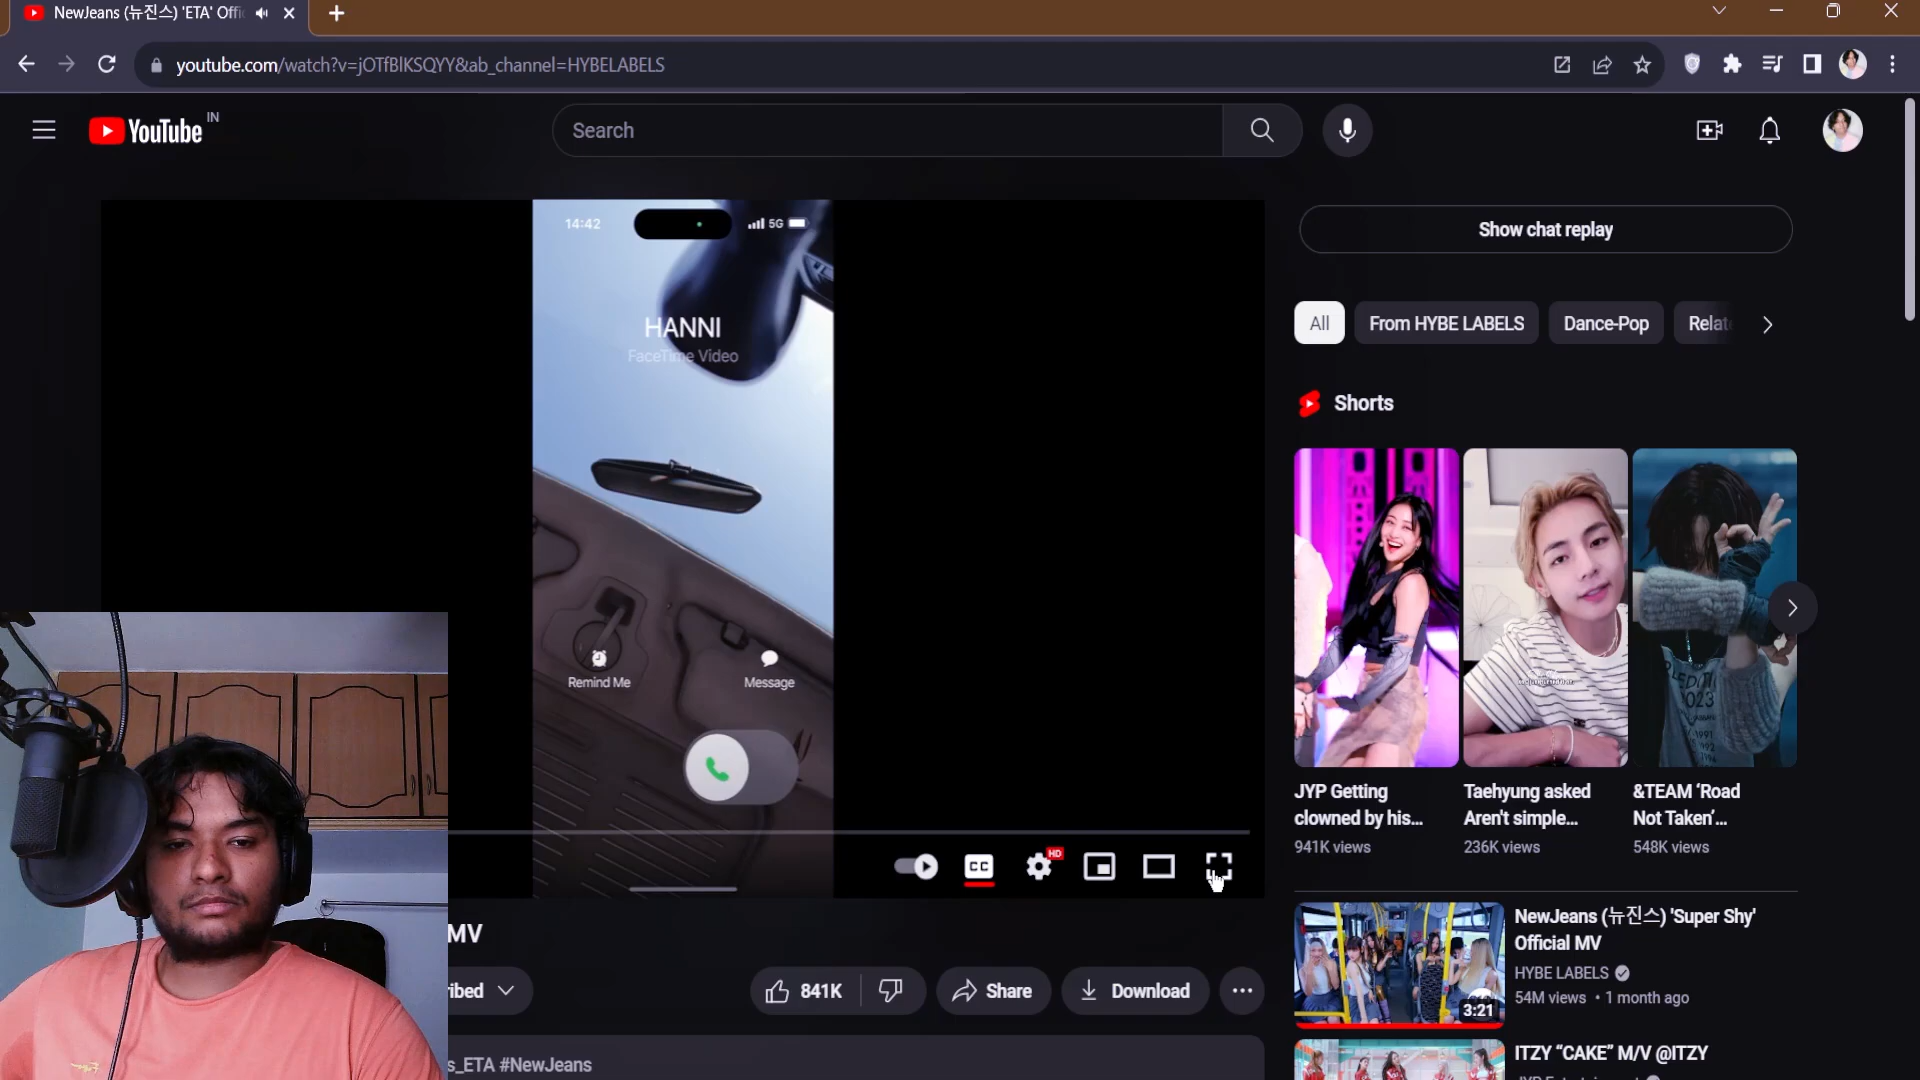 NewJeans (뉴진스) 'ETA' Offi
youtube.com/watch?v=jOTfBlKSQYY&ab_channel=HYBELABELS
YouTube IN
Search
14:42
5G
HANNI
FaceTime Video
Remind Me
Message
CC
HD
MV
ibed
841K
Share
Download
s_ETA #NewJeans
Show chat replay
All
From HYBE LABELS
Dance-Pop
Relat
Shorts
JYP Getting
clowned by his...
941K views
Taehyung asked
Aren't simple...
236K views
&TEAM ‘Road
Not Taken’...
548K views
3:21
NewJeans (뉴진스) 'Super Shy'
Official MV
HYBE LABELS
54M views • 1 month ago
ITZY “CAKE” M/V @ITZY